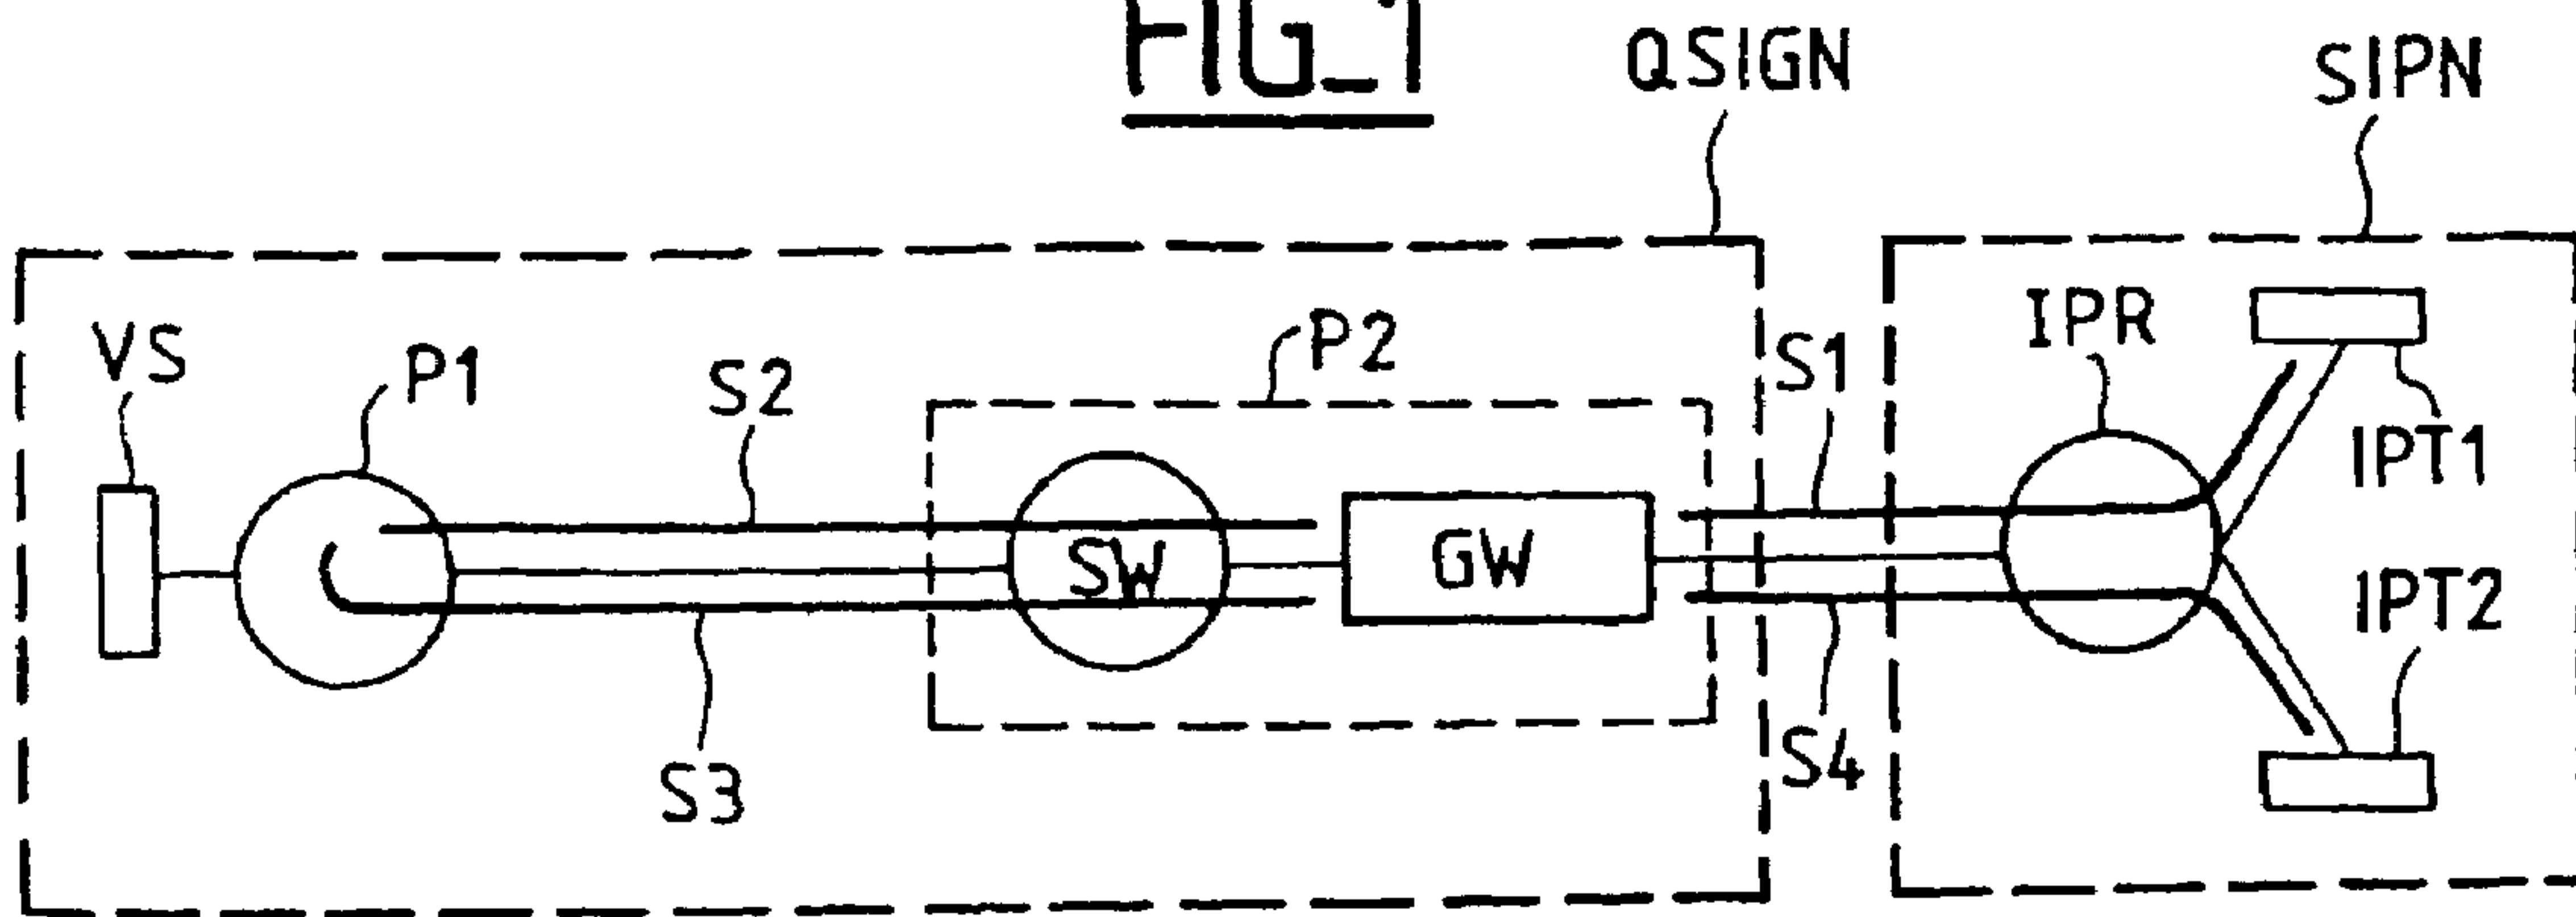 FIG_1
QSIGN
SIPN
VS
P1
S2
P2
S1
IPR
IPT1
SW
GW
IPT2
S3
S4